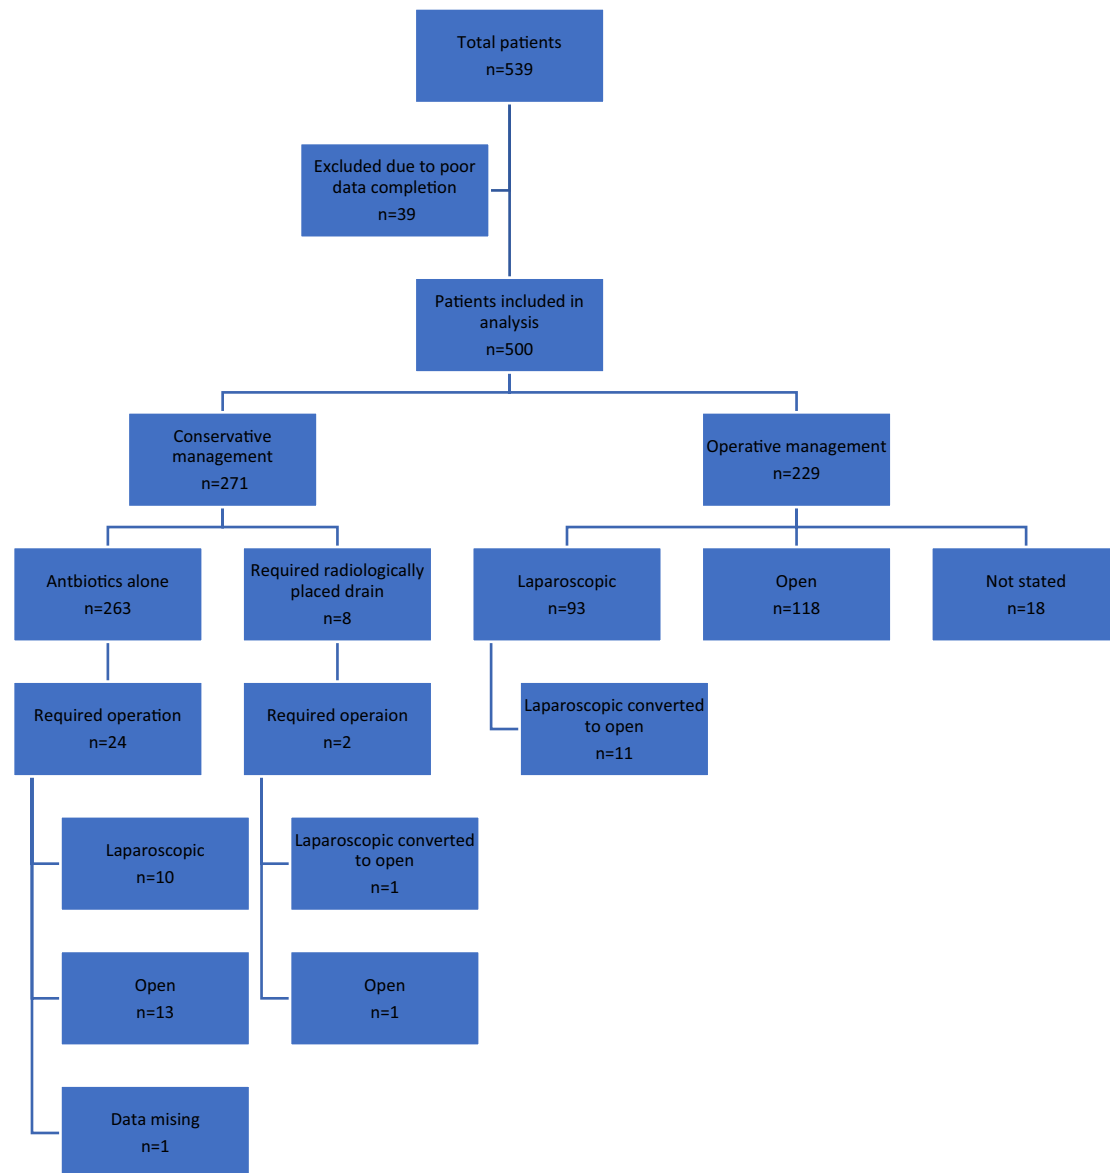 Total patients
n=539
Excluded due to poor
data completion
n=39
Patients included in
analysis
n=500
Conservative
management
n=271
Operative management
n=229
Antbiotics alone
n=263
Required radiologically
placed drain
n=8
Laparoscopic
n=93
Open
n=118
Not stated
n=18
Required operation
n=24
Required operaion
n=2
Laparoscopic converted
to open
n=11
Laparoscopic
n=10
Laparoscopic converted
to open
n=1
Open
n=13
Open
n=1
Data mising
n=1